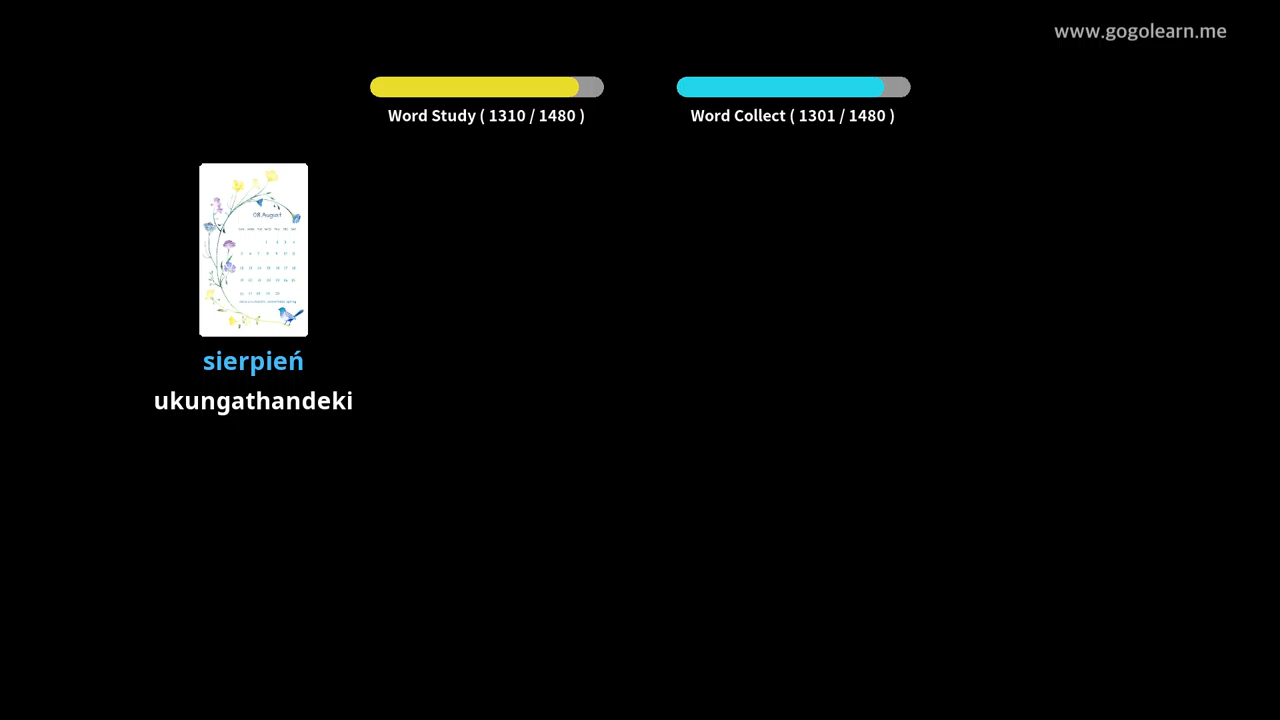 www.gogolearn.me
Word Study ( 1310 / 1480 )
Word Collect ( 1301 / 1480 )
08.August
sierpień
ukungathandeki